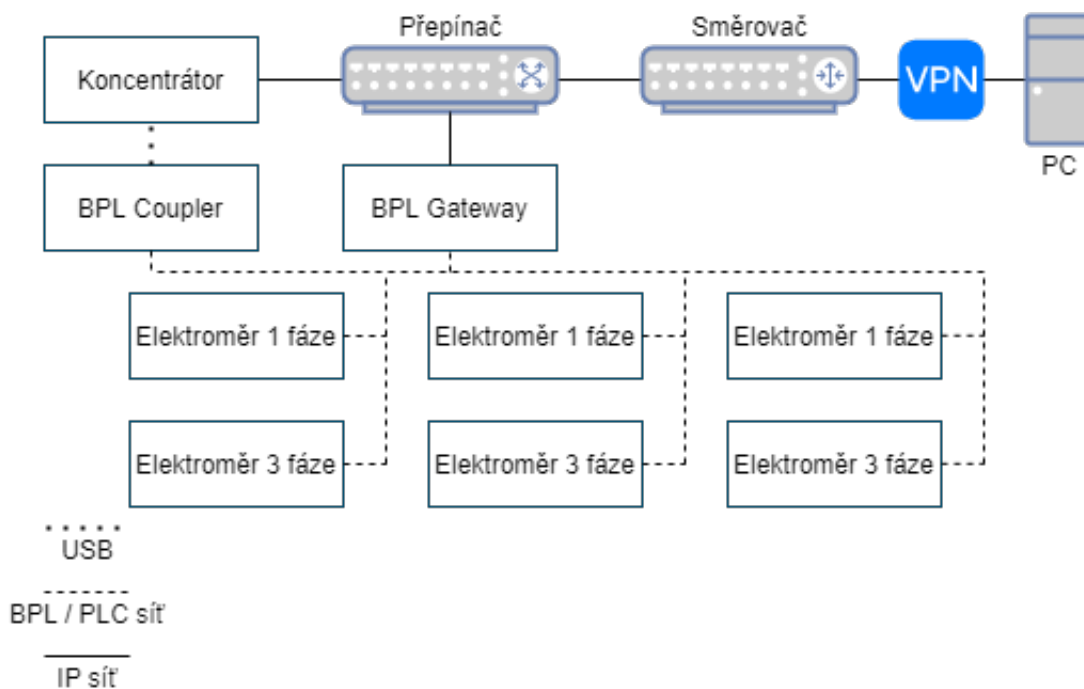 Přepínač
Směrovač
Koncentrátor
VPN
PC
BPL Coupler
BPL Gateway
Elektroměr 1 fáze
Elektroměr 1 fáze
Elektroměr 1 fáze
Elektroměr 3 fáze
Elektroměr 3 fáze
Elektroměr 3 fáze
USB
BPL / PLC síť
IP síť